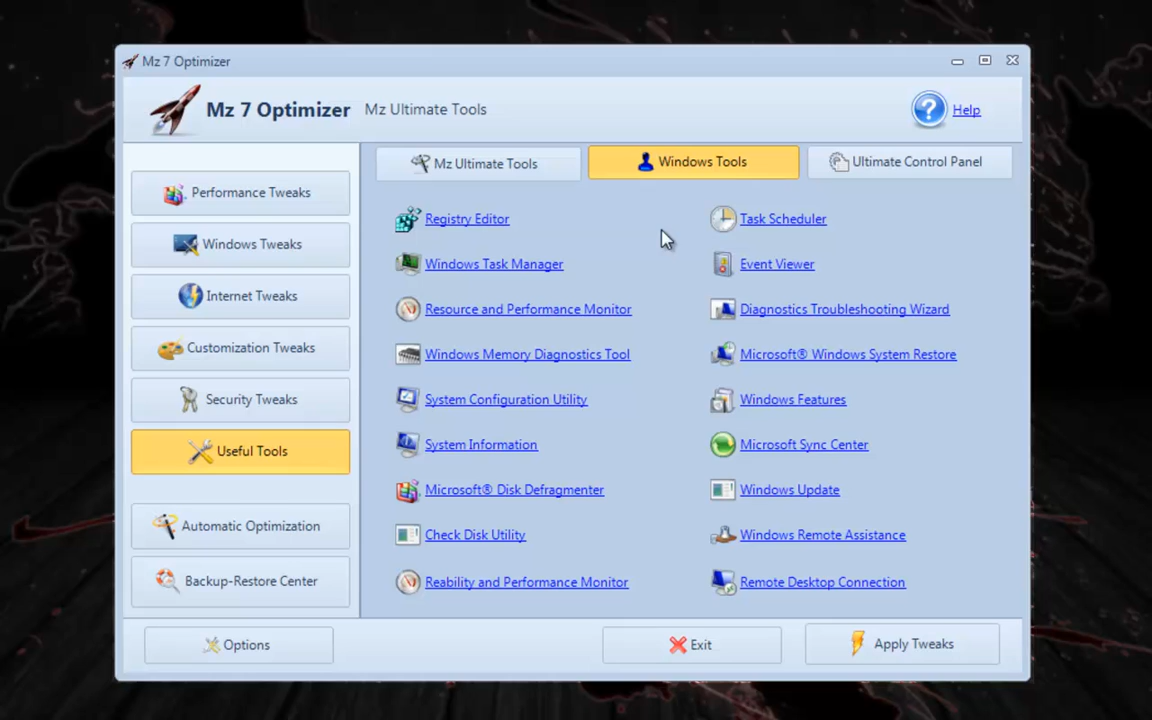 Mz 7 Optimizer
Mz 7 Optimizer Mz Ultimate Tools
Help
Performance Tweaks
Windows Tweaks
Internet Tweaks
Customization Tweaks
Security Tweaks
Useful Tools
Automatic Optimization
Backup-Restore Center
Mz Ultimate Tools
Windows Tools
Ultimate Control Panel
Registry Editor
Windows Task Manager
Resource and Performance Monitor
Windows Memory Diagnostics Tool
System Configuration Utility
System Information
Microsoft® Disk Defragmenter
Check Disk Utility
Reability and Performance Monitor
Task Scheduler
Event Viewer
Diagnostics Troubleshooting Wizard
Microsoft® Windows System Restore
Windows Features
Microsoft Sync Center
Windows Update
Windows Remote Assistance
Remote Desktop Connection
Options
Exit
Apply Tweaks